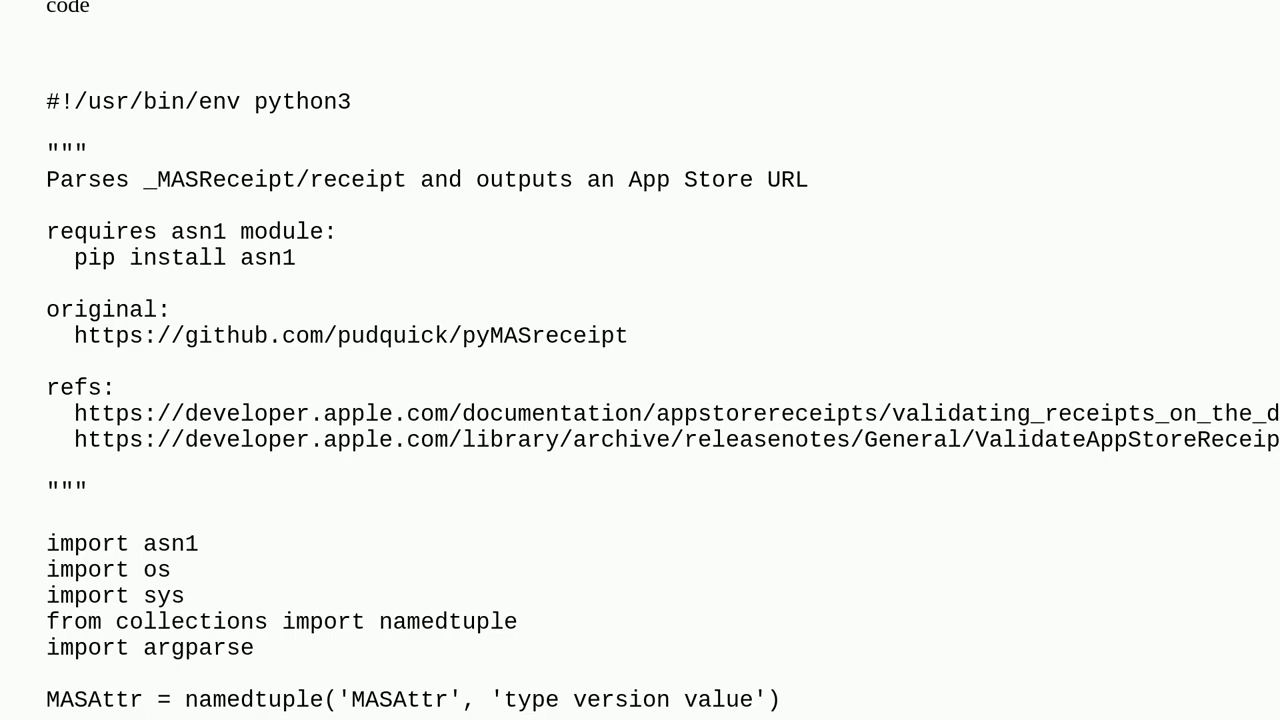 code
#!/usr/bin/env python3
"""
Parses _MASReceipt/receipt and outputs an App Store URL
requires asn1 module:
  pip install asn1
original:
  https://github.com/pudquick/pyMASreceipt
refs:
  https://developer.apple.com/documentation/appstorereceipts/validating_receipts_on_the_d
  https://developer.apple.com/library/archive/releasenotes/General/ValidateAppStoreReceip
"""
import asn1
import os
import sys
from collections import namedtuple
import argparse
MASAttr = namedtuple('MASAttr', 'type version value')